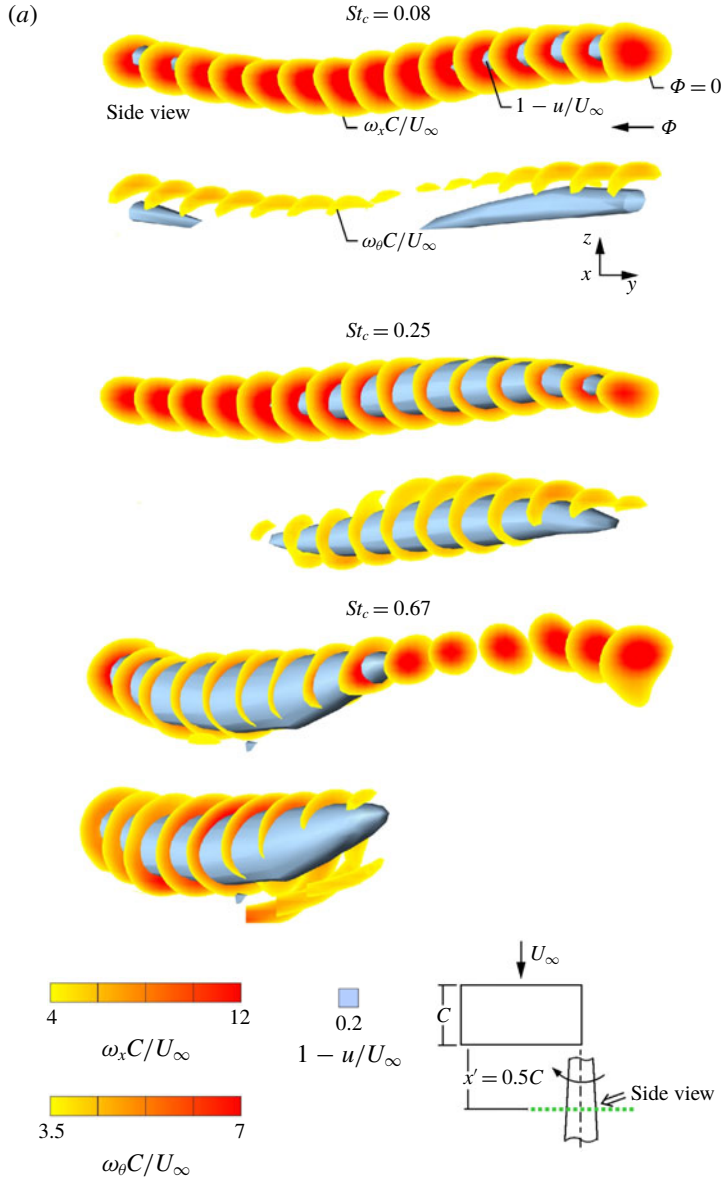 (a)
St_c = 0.08
Φ = 0
Side view
1 − u/U_∞
ω_x C/U_∞
Φ
ω_θ C/U_∞
z
x
y
St_c = 0.25
St_c = 0.67
U_∞
C
4
12
0.2
ω_x C/U_∞
1 − u/U_∞
x′ = 0.5C
Side view
3.5
7
ω_θ C/U_∞